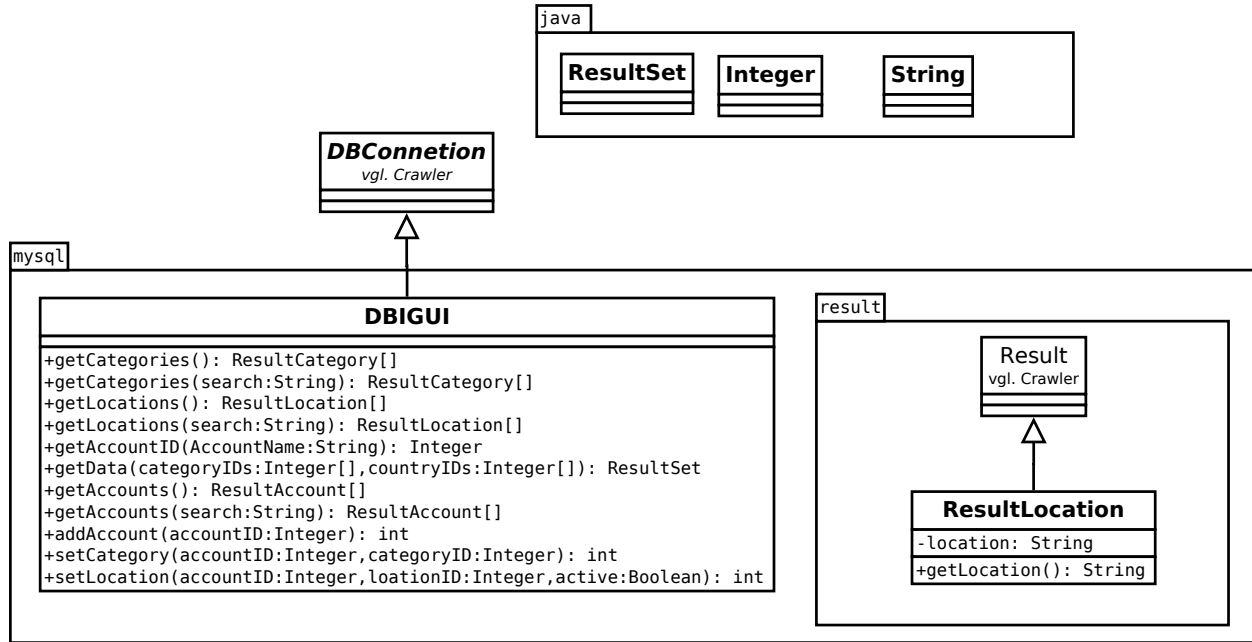 java
ResultSet
Integer
String
DBConnetion
vgl. Crawler
mysql
DBIGUI
+getCategories(): ResultCategory[]
+getCategories(search:String): ResultCategory[]
+getLocations(): ResultLocation[]
+getLocations(search:String): ResultLocation[]
+getAccountID(AccountName:String): Integer
+getData(categoryIDs:Integer[],countryIDs:Integer[]): ResultSet
+getAccounts(): ResultAccount[]
+getAccounts(search:String): ResultAccount[]
+addAccount(accountID:Integer): int
+setCategory(accountID:Integer,categoryID:Integer): int
+setLocation(accountID:Integer,loationID:Integer,active:Boolean): int
result
Result
vgl. Crawler
ResultLocation
-location: String
+getLocation(): String